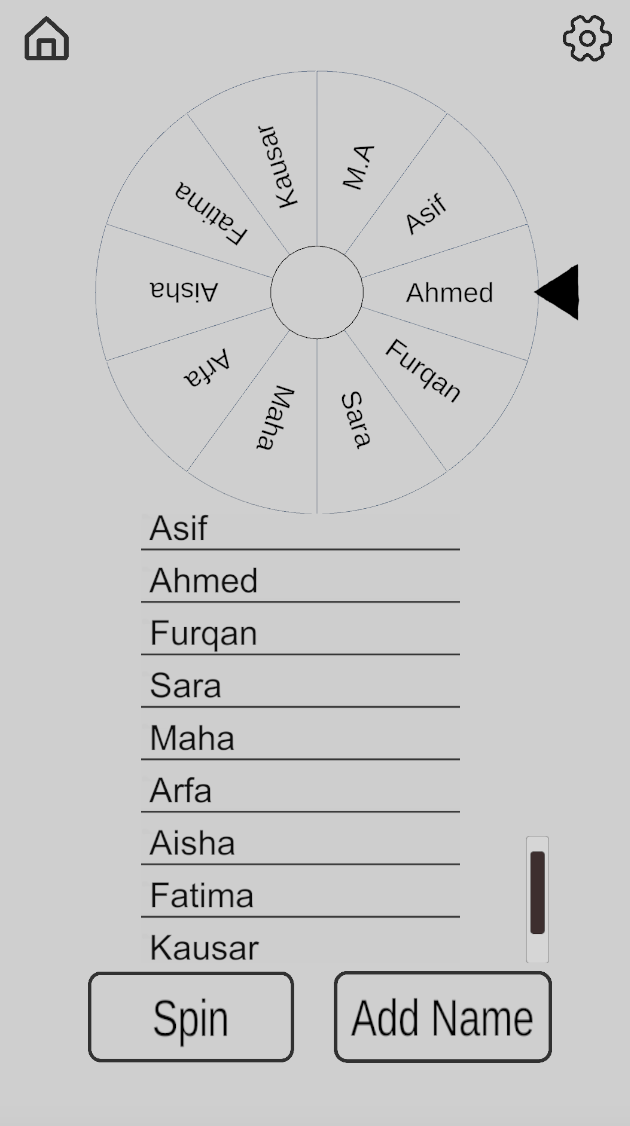 Kausar
M.A
Fatima
Asif
Aisha
Ahmed
Arfa
Furqan
Maha
Sara
Asif
Ahmed
Furqan
Sara
Maha
Arfa
Aisha
Fatima
Kausar
Spin
Add Name